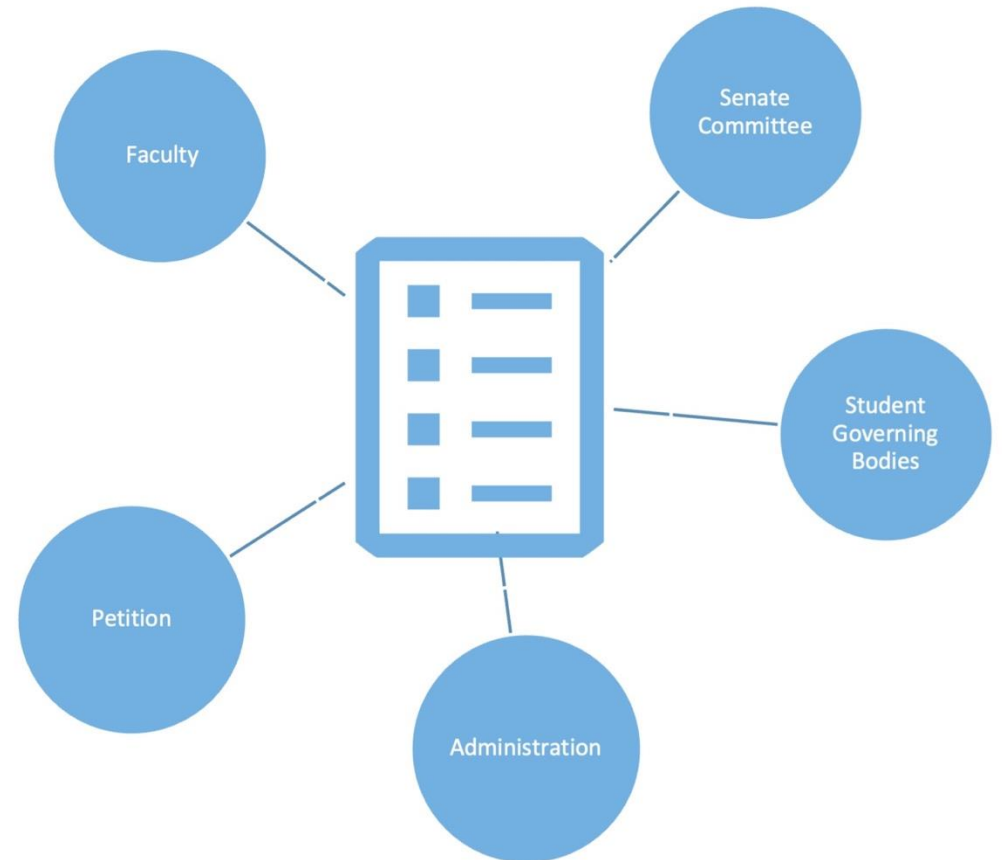 Senate
Committee
Faculty
Student
Governing
Bodies
Petition
Administration